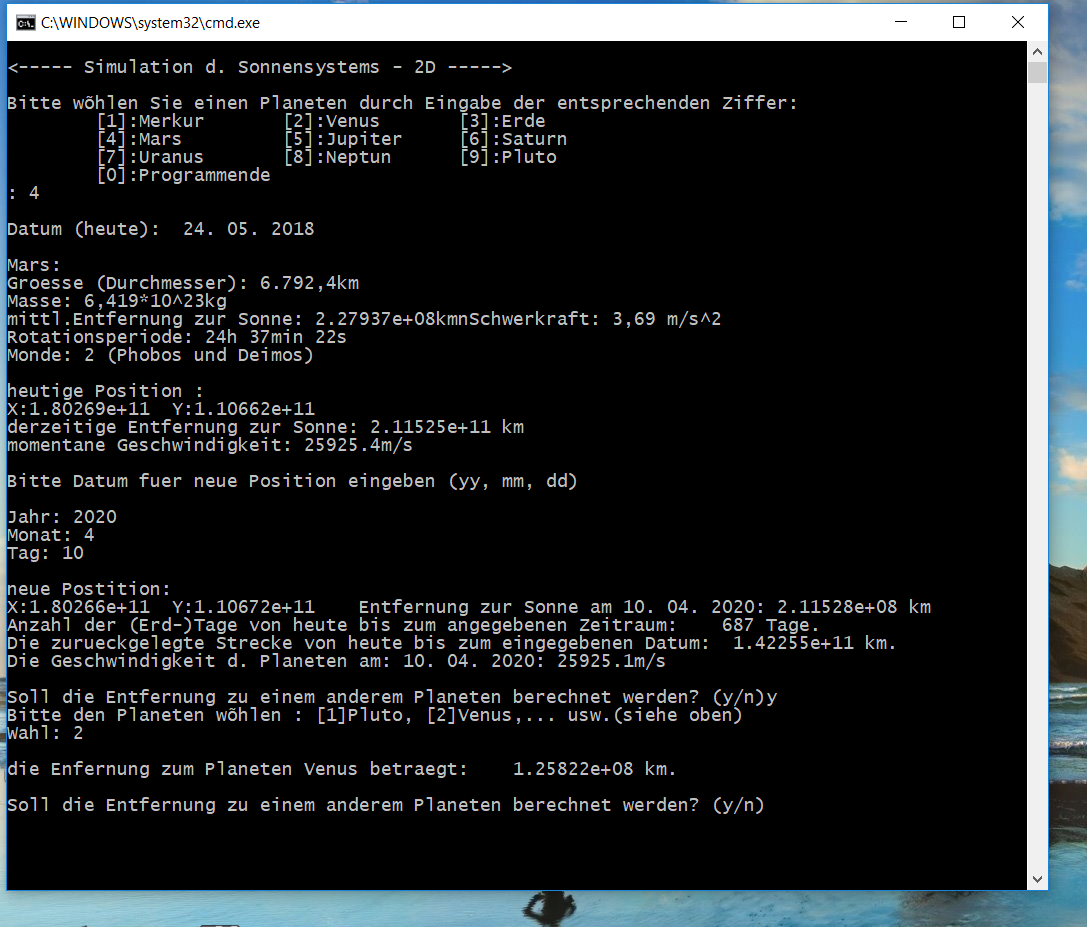 C:\WINDOWS\system32\cmd.exe
<----- Simulation d. Sonnensystems - 2D ----->
Bitte wõhlen Sie einen Planeten durch Eingabe der entsprechenden Ziffer:
[1]:Merkur [2]:Venus [3]:Erde
[4]:Mars [5]:Jupiter [6]:Saturn
[7]:Uranus [8]:Neptun [9]:Pluto
[0]:Programmende
: 4
Datum (heute):  24. 05. 2018
Mars:
Groesse (Durchmesser): 6.792,4km
Masse: 6,419*10^23kg
mittl.Entfernung zur Sonne: 2.27937e+08kmnSchwerkraft: 3,69 m/s^2
Rotationsperiode: 24h 37min 22s
Monde: 2 (Phobos und Deimos)
heutige Position :
X:1.80269e+11  Y:1.10662e+11
derzeitige Entfernung zur Sonne: 2.11525e+11 km
momentane Geschwindigkeit: 25925.4m/s
Bitte Datum fuer neue Position eingeben (yy, mm, dd)
Jahr: 2020
Monat: 4
Tag: 10
neue Postition:
X:1.80266e+11  Y:1.10672e+11    Entfernung zur Sonne am 10. 04. 2020: 2.11528e+08 km
Anzahl der (Erd-)Tage von heute bis zum angegebenen Zeitraum:    687 Tage.
Die zurueckgelegte Strecke von heute bis zum eingegebenen Datum:  1.42255e+11 km.
Die Geschwindigkeit d. Planeten am: 10. 04. 2020: 25925.1m/s
Soll die Entfernung zu einem anderem Planeten berechnet werden? (y/n)y
Bitte den Planeten wõhlen : [1]Pluto, [2]Venus,... usw.(siehe oben)
Wahl: 2
die Enfernung zum Planeten Venus betraegt:    1.25822e+08 km.
Soll die Entfernung zu einem anderem Planeten berechnet werden? (y/n)